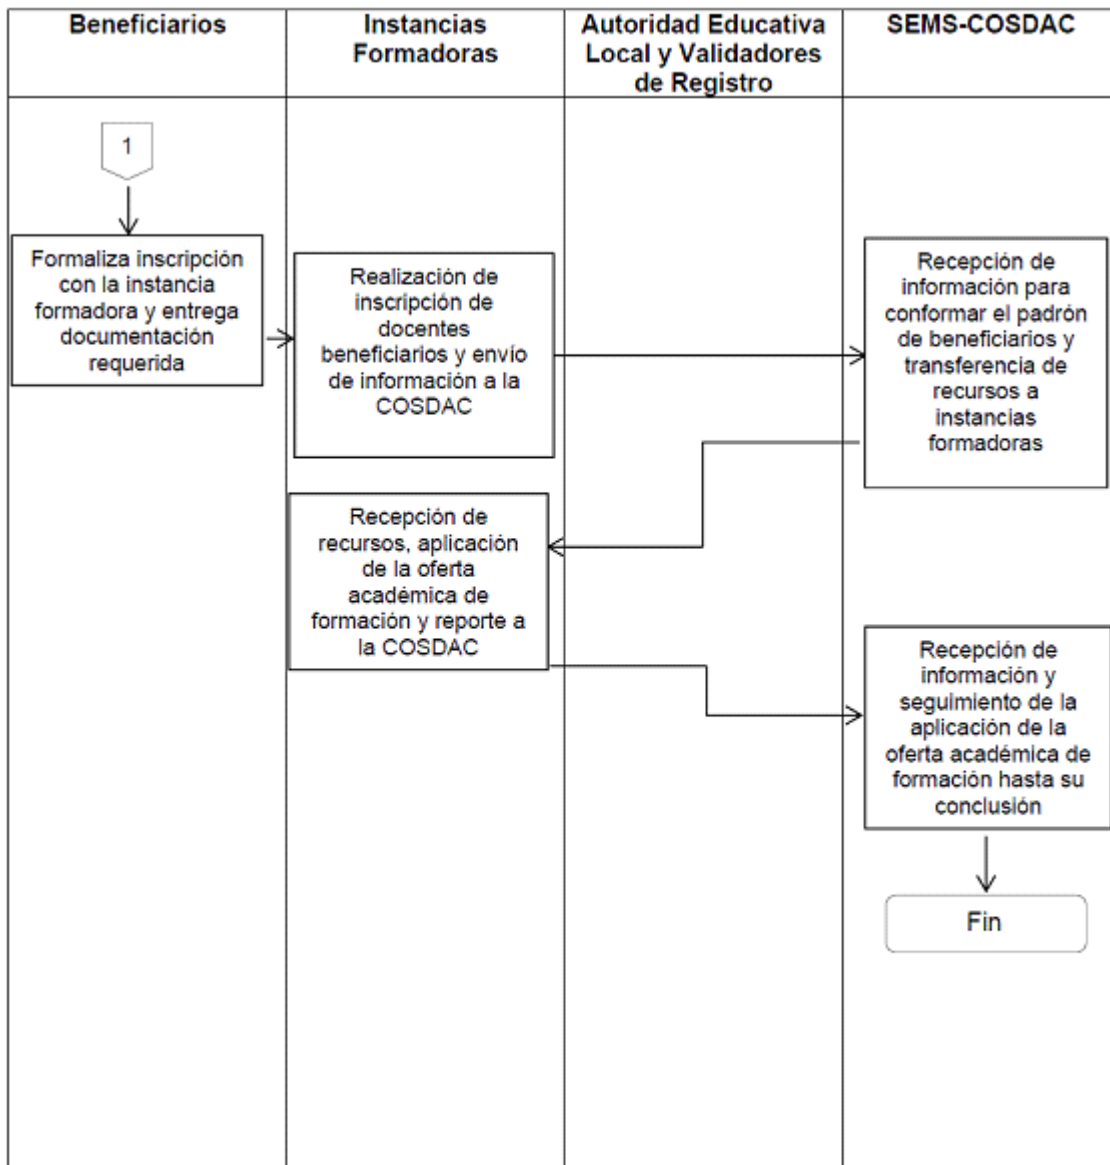 Beneficiarios
Instancias
Formadoras
Autoridad Educativa
Local y Validadores
de Registro
SEMS-COSDAC
1
Formaliza inscripción
con la instancia
formadora y entrega
documentación
requerida
Realización de
inscripción de
docentes
beneficiarios y envío
de información a la
COSDAC
Recepción de
información para
conformar el padrón
de beneficiarios y
transferencia de
recursos a
instancias
formadoras
Recepción de
recursos, aplicación
de la oferta
académica de
formación y reporte a
la COSDAC
Recepción de
información y
seguimiento de la
aplicación de la
oferta académica de
formación hasta su
conclusión
Fin